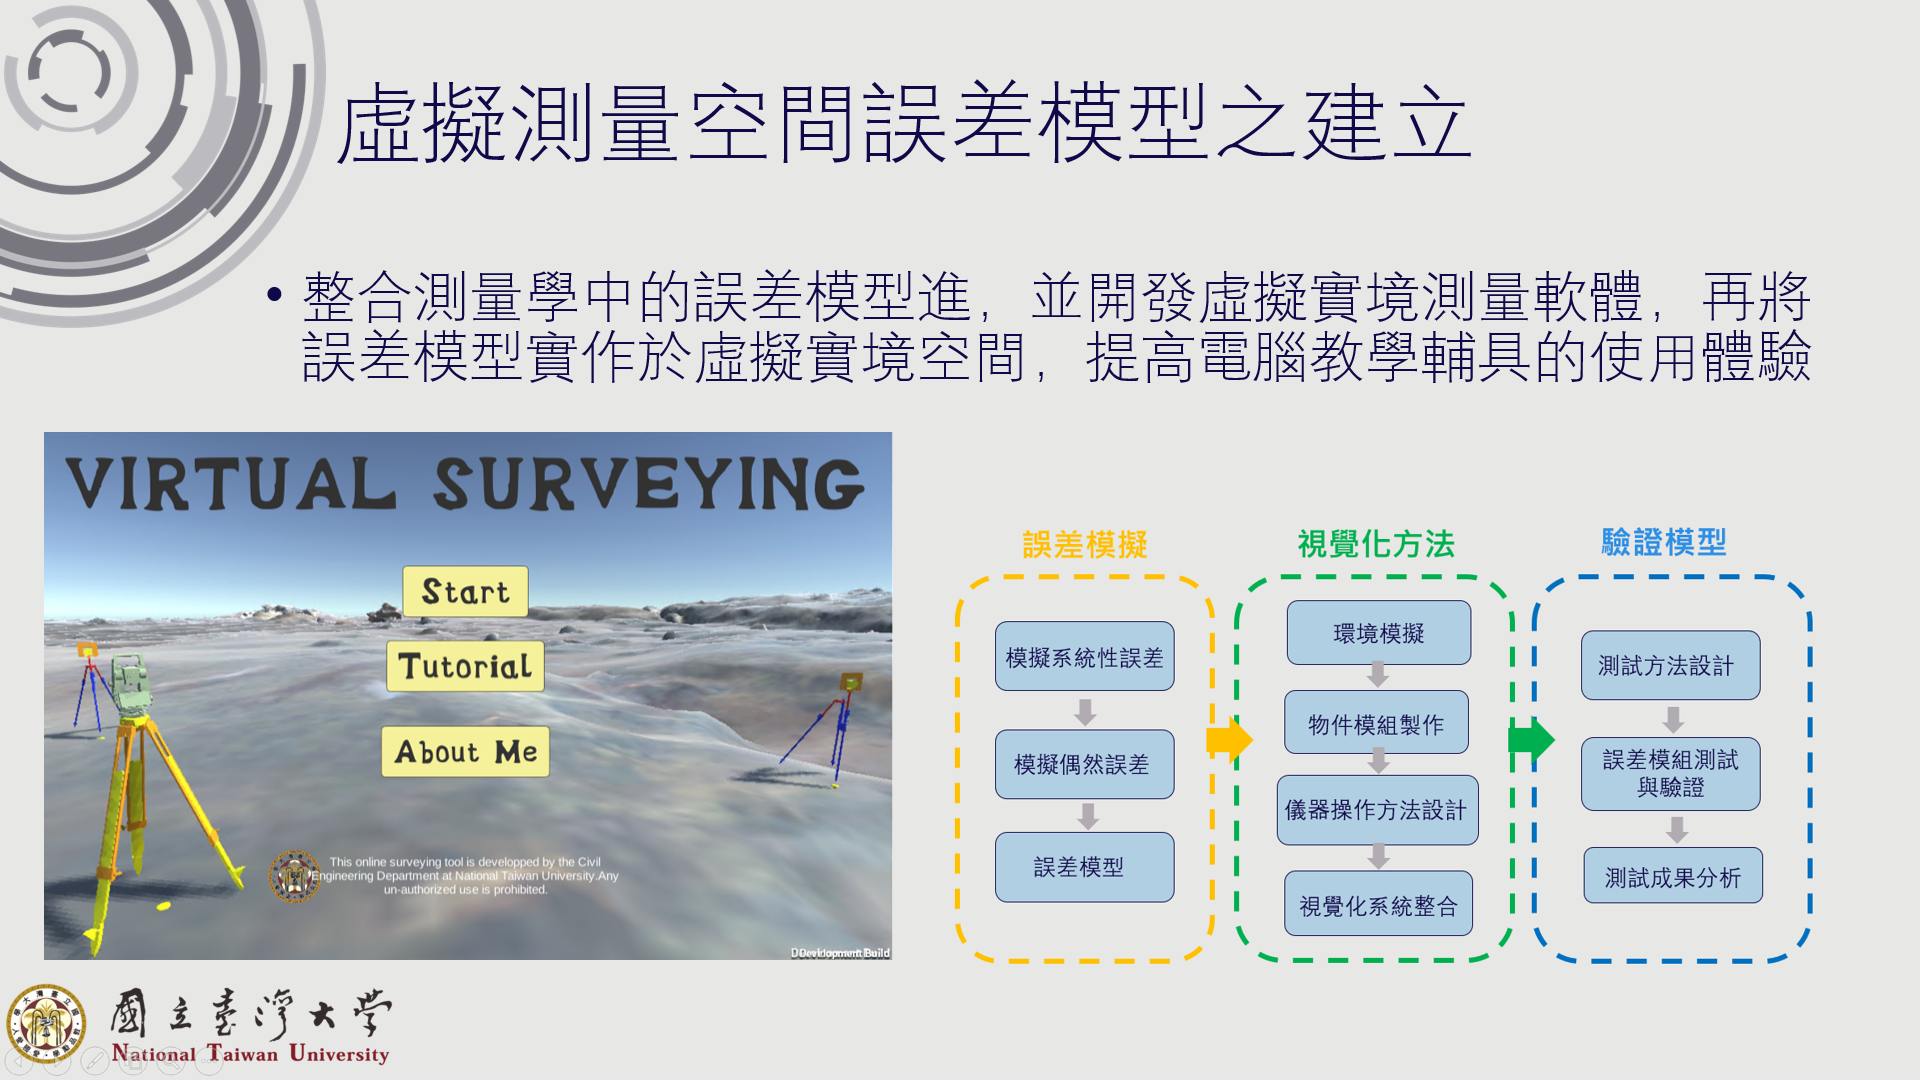 虛擬測量空間誤差模型之建立
• 整合測量學中的誤差模型進，並開發虛擬實境測量軟體，再將
誤差模型實作於虛擬實境空間，提高電腦教學輔具的使用體驗
VIRTUAL SURVEYING
Start
Tutorial
About Me
This online surveying tool is developped by the Civil
Engineering Department at National Taiwan University.Any
un-authorized use is prohibited.
Development Build
誤差模擬
模擬系統性誤差
模擬偶然誤差
誤差模型
視覺化方法
環境模擬
物件模組製作
儀器操作方法設計
視覺化系統整合
驗證模型
測試方法設計
誤差模組測試
與驗證
測試成果分析
國立臺灣大學
National Taiwan University